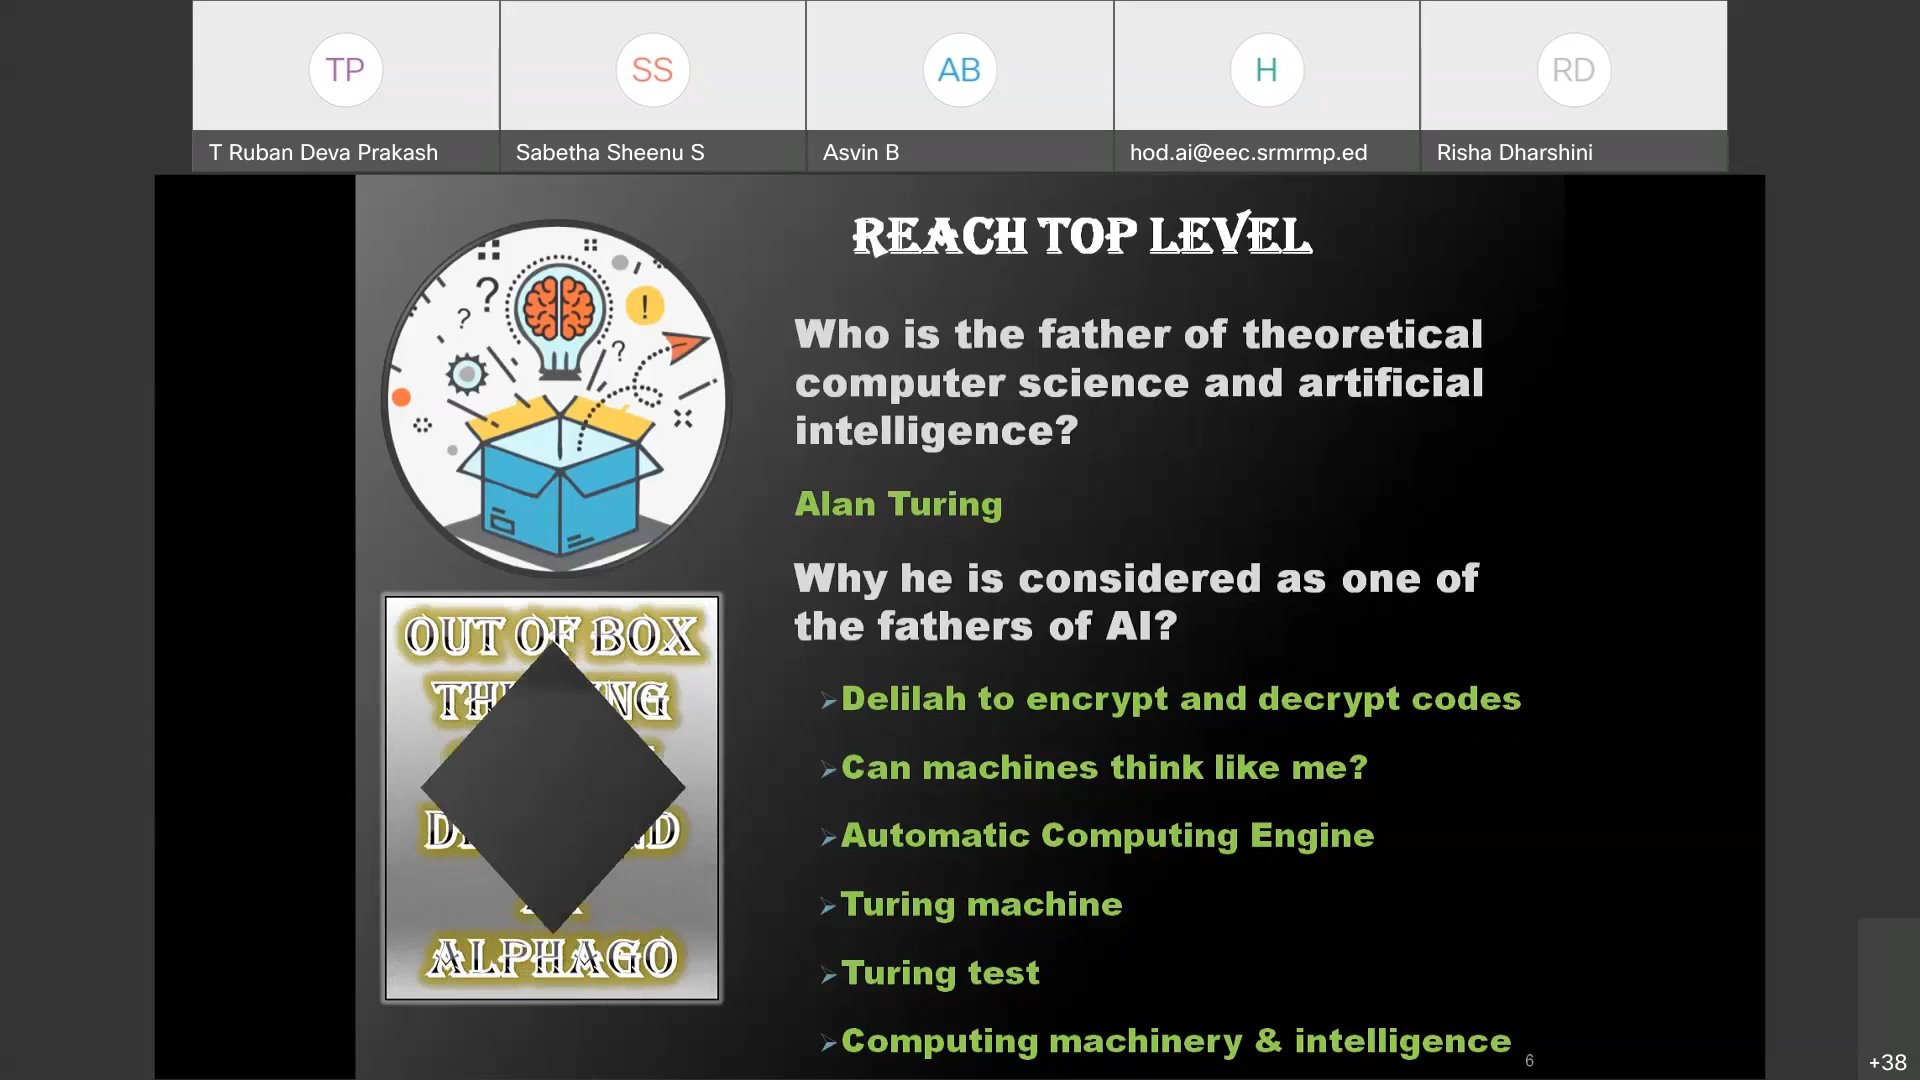 TP
SS
AB
H
RD
T Ruban Deva Prakash
Sabetha Sheenu S
Asvin B
hod.ai@eec.srmrmp.ed
Risha Dharshini
REACH TOP LEVEL
Who is the father of theoretical
computer science and artificial
intelligence?
Alan Turing
Why he is considered as one of
the fathers of AI?
➢Delilah to encrypt and decrypt codes
➢Can machines think like me?
➢Automatic Computing Engine
➢Turing machine
➢Turing test
➢Computing machinery & intelligence
6
OUT OF BOX
ALPHAGO
+38